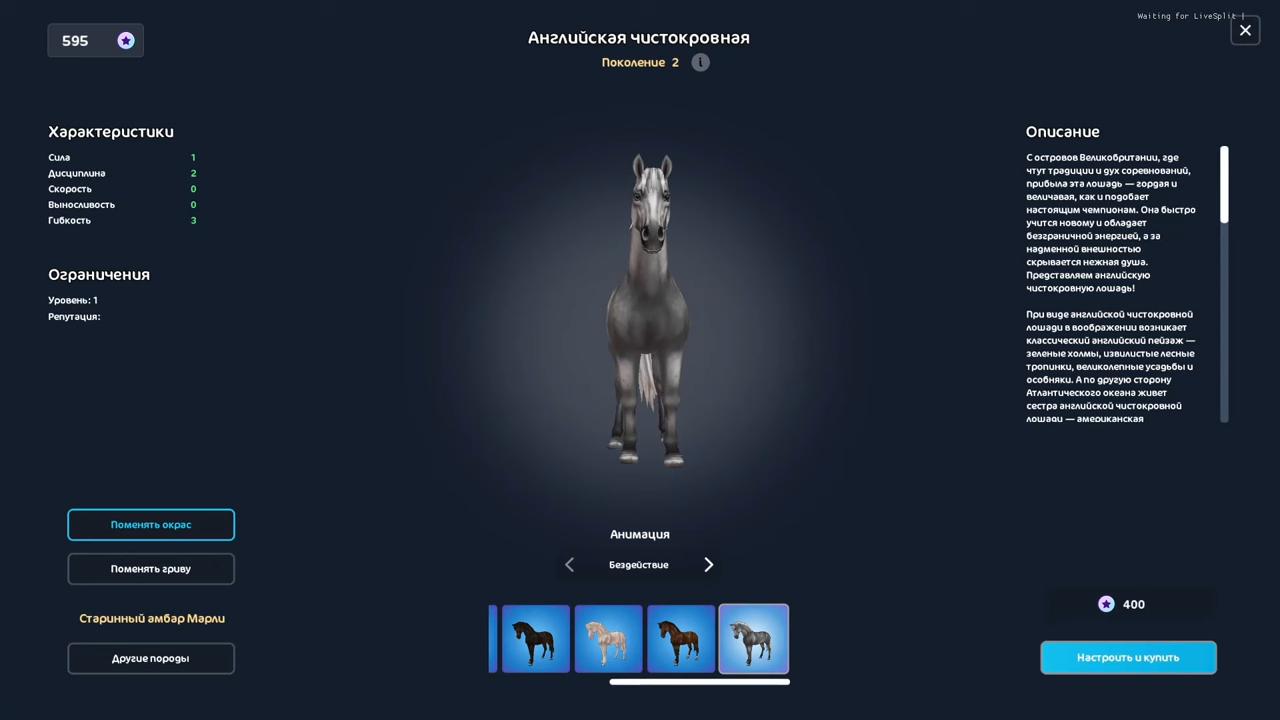 Waiting for LiveSplit |
595
Английская чистокровная
Поколение 2
i
Характеристики
Сила 1
Дисциплина 2
Скорость 0
Выносливость 0
Гибкость 3
Ограничения
Уровень: 1
Репутация:
Описание
С островов Великобритании, где
чтут традиции и дух соревнований,
прибыла эта лошадь — гордая и
величавая, как и подобает
настоящим чемпионам. Она быстро
учится новому и обладает
безграничной энергией, а за
надменной внешностью
скрывается нежная душа.
Представляем английскую
чистокровную лошадь!
При виде английской чистокровной
лошади в воображении возникает
классический английский пейзаж —
зеленые холмы, извилистые лесные
тропинки, великолепные усадьбы и
особняки. А по другую сторону
Атлантического океана живет
сестра английской чистокровной
лошади — американская
Поменять окрас
Поменять гриву
Старинный амбар Марли
Другие породы
Анимация
Бездействие
400
Настроить и купить